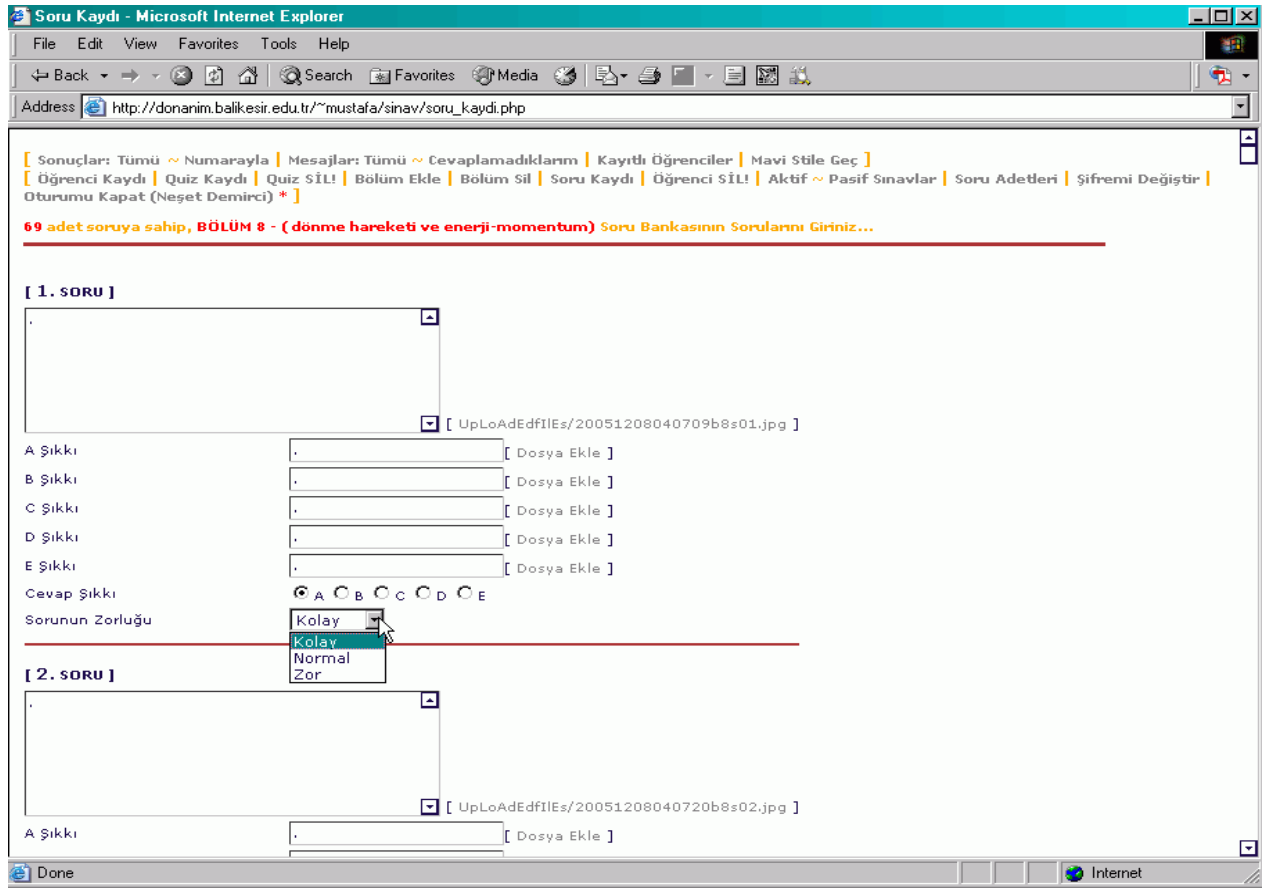 Soru Kaydı - Microsoft Internet Explorer
File Edit View Favorites Tools Help
Back Search Favorites Media
Address http://donanim.balikesir.edu.tr/~mustafa/sinav/soru_kaydi.php
[ Sonuçlar: Tümü ~ Numarayla | Mesajlar: Tümü ~ Cevaplamadıklarım | Kayıtlı Öğrenciler | Mavi Stile Geç ]
[ Öğrenci Kaydı | Quiz Kaydı | Quiz SİL! | Bölüm Ekle | Bölüm Sil | Soru Kaydı | Öğrenci SİL! | Aktif ~ Pasif Sınavlar | Soru Adetleri | Şifremi Değiştir |
Oturumu Kapat (Neşet Demirci) * ]
69 adet soruya sahip, BÖLÜM 8 - ( dönme hareketi ve enerji-momentum) Soru Bankasının Sorularını Giriniz...
[ 1. SORU ]
.
[ UpLoAdEdfIlEs/20051208040709b8s01.jpg ]
A Şıkkı . [ Dosya Ekle ]
B Şıkkı . [ Dosya Ekle ]
C Şıkkı . [ Dosya Ekle ]
D Şıkkı . [ Dosya Ekle ]
E Şıkkı . [ Dosya Ekle ]
Cevap Şıkkı A B C D E
Sorunun Zorluğu Kolay
Kolay
Normal
Zor
[ 2. SORU ]
.
[ UpLoAdEdfIlEs/20051208040720b8s02.jpg ]
A Şıkkı . [ Dosya Ekle ]
Done Internet